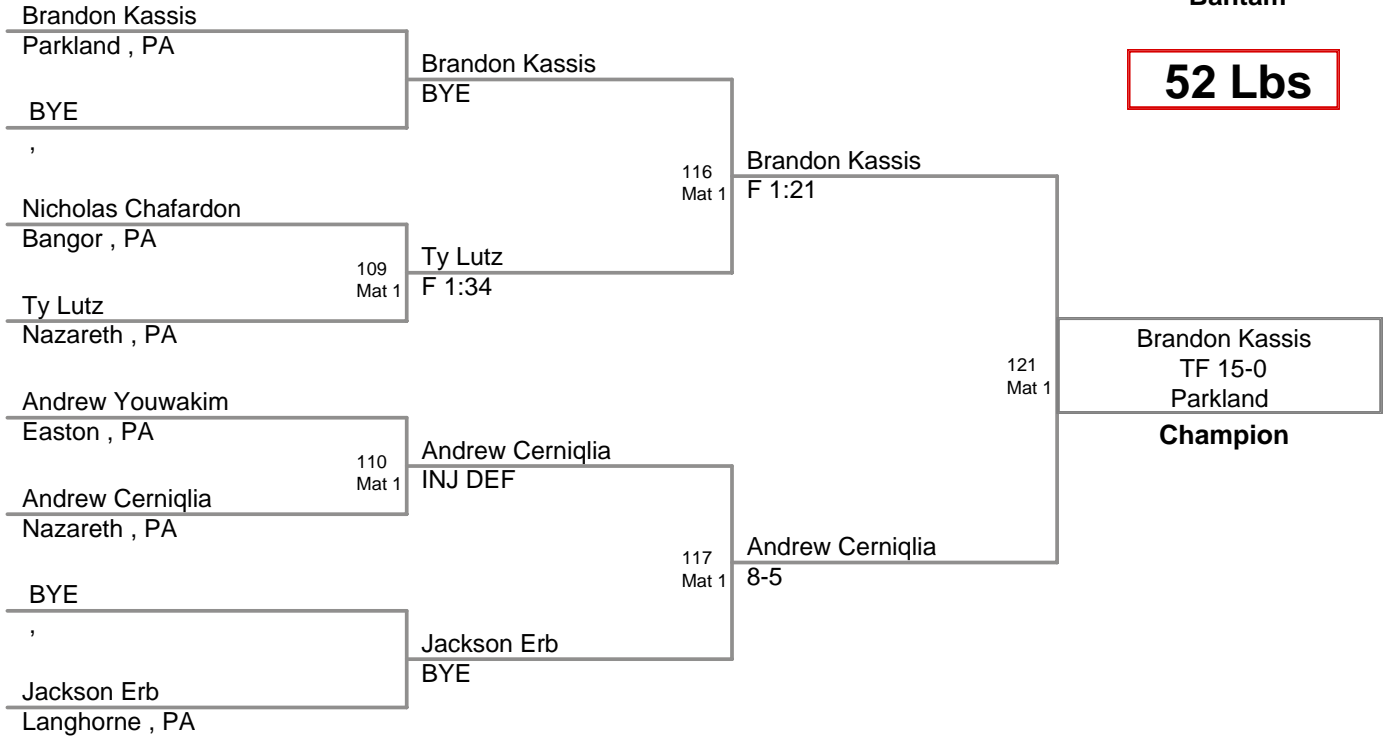 Bantam
52 Lbs
Brandon Kassis
Parkland , PA
BYE
,
Nicholas Chafardon
Bangor , PA
109
Mat 1
Ty Lutz
Nazareth , PA
Andrew Youwakim
Easton , PA
110
Mat 1
Andrew Cerniqlia
Nazareth , PA
BYE
,
Jackson Erb
Langhorne , PA
Brandon Kassis
BYE
116
Mat 1
Ty Lutz
F 1:34
Andrew Cerniqlia
INJ DEF
117
Mat 1
Jackson Erb
BYE
Brandon Kassis
F 1:21
121
Mat 1
Andrew Cerniqlia
8-5
Brandon Kassis
TF 15-0
Parkland
Champion